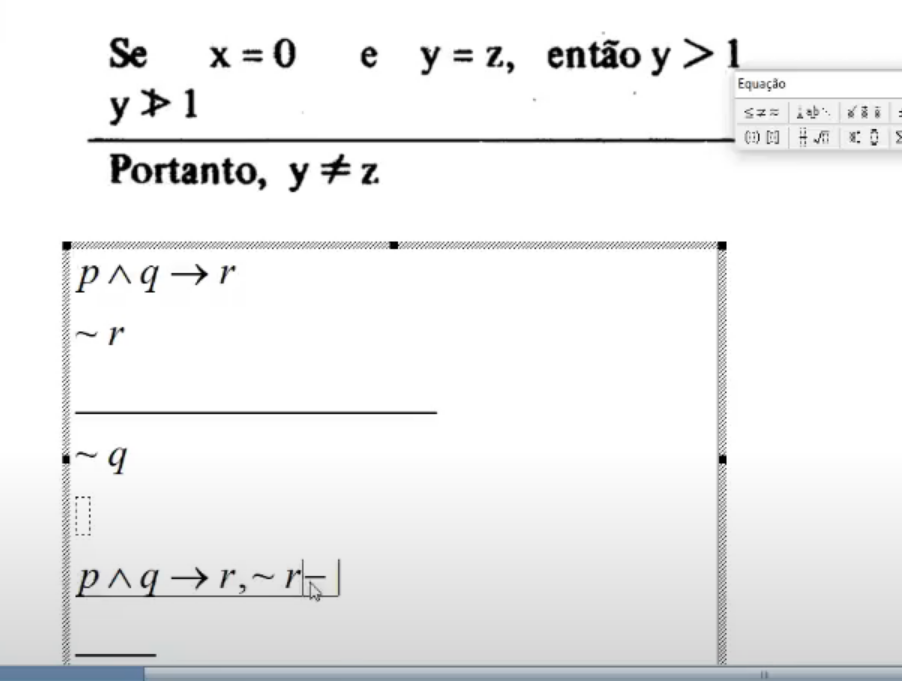 Se x = 0 e y = z, então y > 1
y ≯ 1
Portanto, y ≠ z
Equação
p ∧ q → r
~ r
~ q
p ∧ q → r, ~ r